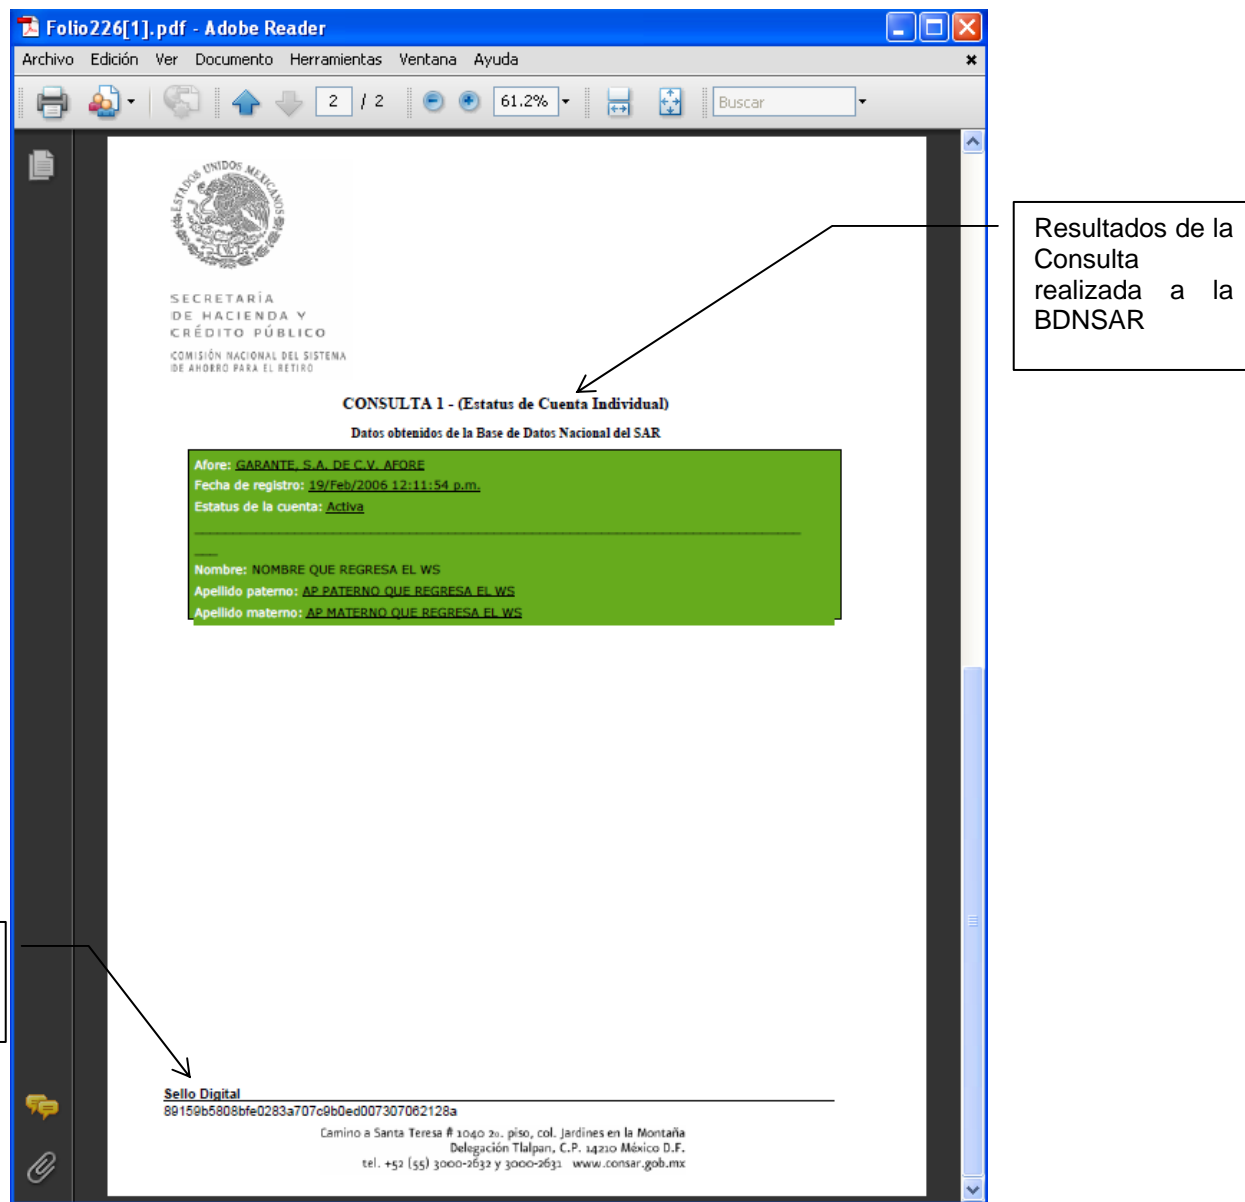 Folio226[1].pdf - Adobe Reader
Archivo Edición Ver Documento Herramientas Ventana Ayuda
2 / 2 61.2% Buscar
ESTADOS UNIDOS MEXICANOS
SECRETARÍA
DE HACIENDA Y
CRÉDITO PÚBLICO
COMISIÓN NACIONAL DEL SISTEMA
DE AHORRO PARA EL RETIRO
Resultados de la
Consulta
realizada a la
BDNSAR
CONSULTA 1 - (Estatus de Cuenta Individual)
Datos obtenidos de la Base de Datos Nacional del SAR
Afore: GARANTE, S.A. DE C.V. AFORE
Fecha de registro: 19/Feb/2006 12:11:54 p.m.
Estatus de la cuenta: Activa
Nombre: NOMBRE QUE REGRESA EL WS
Apellido paterno: AP PATERNO QUE REGRESA EL WS
Apellido materno: AP MATERNO QUE REGRESA EL WS
Sello Digital
89159b5808bfe0283a707c9b0ed007307062128a
Camino a Santa Teresa # 1040 2o. piso, col. Jardines en la Montaña
Delegación Tlalpan, C.P. 14210 México D.F.
tel. +52 (55) 3000-2632 y 3000-2631 www.consar.gob.mx